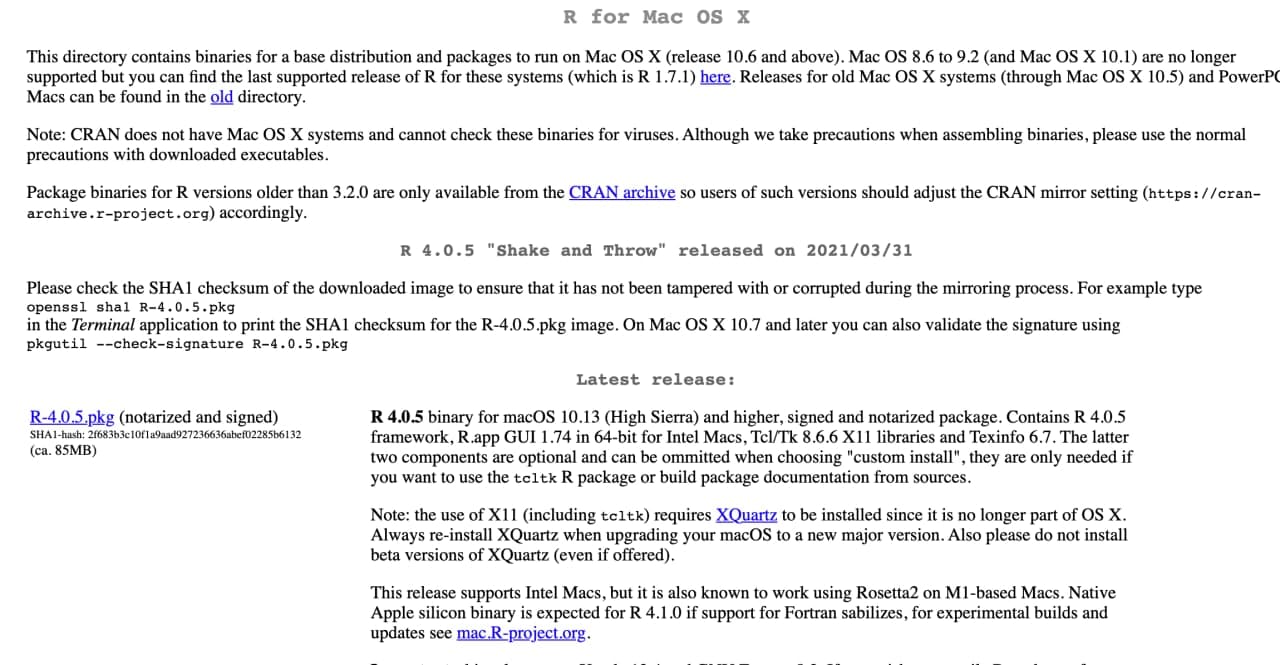 R for Mac OS X
This directory contains binaries for a base distribution and packages to run on Mac OS X (release 10.6 and above). Mac OS 8.6 to 9.2 (and Mac OS X 10.1) are no longer
supported but you can find the last supported release of R for these systems (which is R 1.7.1) here. Releases for old Mac OS X systems (through Mac OS X 10.5) and PowerPC
Macs can be found in the old directory.
Note: CRAN does not have Mac OS X systems and cannot check these binaries for viruses. Although we take precautions when assembling binaries, please use the normal
precautions with downloaded executables.
Package binaries for R versions older than 3.2.0 are only available from the CRAN archive so users of such versions should adjust the CRAN mirror setting (https://cran-
archive.r-project.org) accordingly.
R 4.0.5 "Shake and Throw" released on 2021/03/31
Please check the SHA1 checksum of the downloaded image to ensure that it has not been tampered with or corrupted during the mirroring process. For example type
openssl sha1 R-4.0.5.pkg
in the Terminal application to print the SHA1 checksum for the R-4.0.5.pkg image. On Mac OS X 10.7 and later you can also validate the signature using
pkgutil --check-signature R-4.0.5.pkg
Latest release:
R-4.0.5.pkg (notarized and signed)
SHA1-hash: 2f683b3c10f1a9aad927236636abef02285b6132
(ca. 85MB)
R 4.0.5 binary for macOS 10.13 (High Sierra) and higher, signed and notarized package. Contains R 4.0.5
framework, R.app GUI 1.74 in 64-bit for Intel Macs, Tcl/Tk 8.6.6 X11 libraries and Texinfo 6.7. The latter
two components are optional and can be ommitted when choosing "custom install", they are only needed if
you want to use the tcltk R package or build package documentation from sources.
Note: the use of X11 (including tcltk) requires XQuartz to be installed since it is no longer part of OS X.
Always re-install XQuartz when upgrading your macOS to a new major version. Also please do not install
beta versions of XQuartz (even if offered).
This release supports Intel Macs, but it is also known to work using Rosetta2 on M1-based Macs. Native
Apple silicon binary is expected for R 4.1.0 if support for Fortran sabilizes, for experimental builds and
updates see mac.R-project.org.